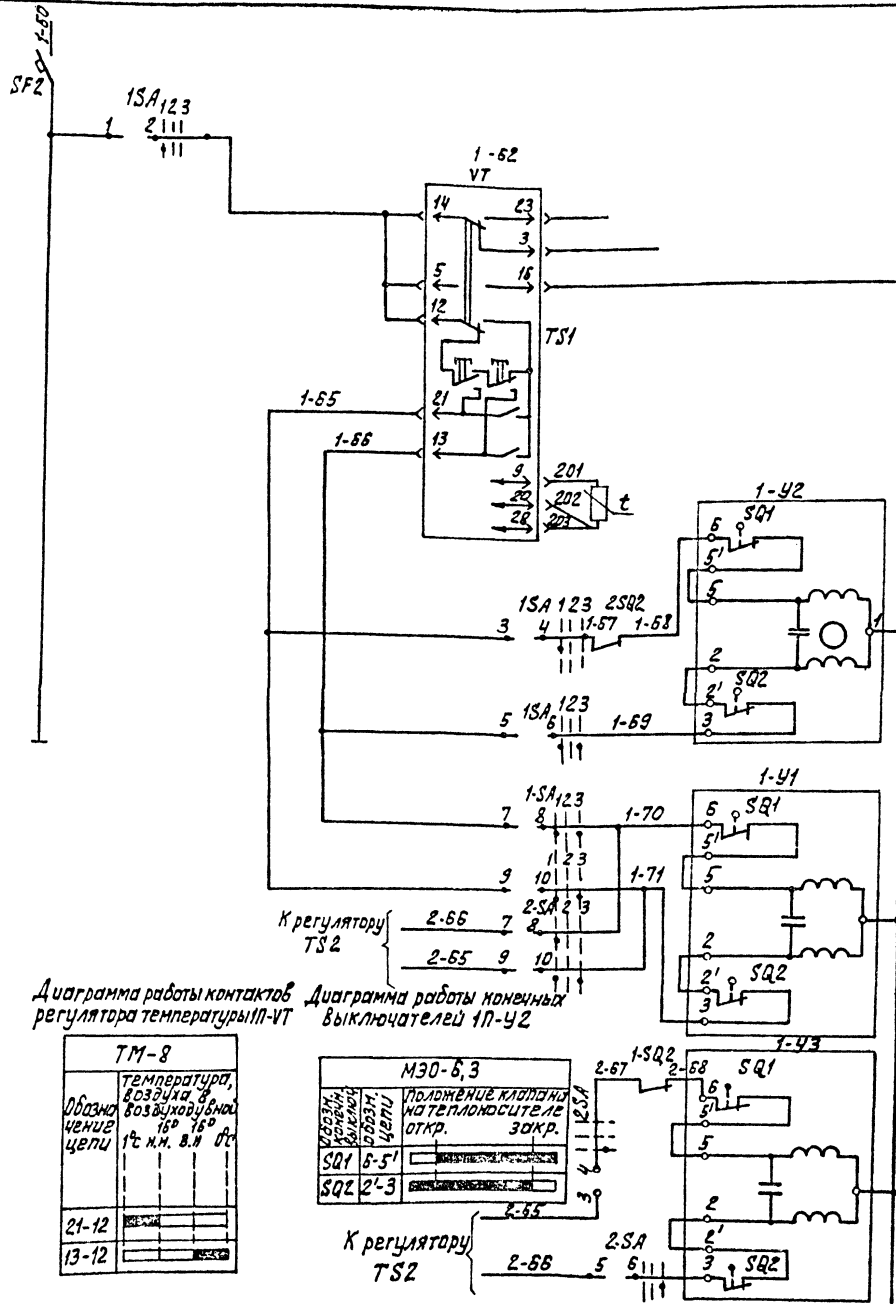 1-60
SF2
1SA 1 2 3
1 2
1-62
VT
14 23
3
5 16
12
TS1
1-65 21
1-66 13
9 201
20 202
28 203
t
1-У2
6 SQ1
5'
5
1
2
2' SQ2
3
1SA 1 2 3 2SQ2
3 4 1-67 1-68
1SA 1 2 3
5 6 1-69
1-У1
6 SQ1
5'
5
2
2' SQ2
3
1-SA 1 2 3
7 8 1-70
1 2 3
9 10 1-71
2-SA 2 3
К регулятору
TS2
2-66 7 8
2-65 9 10
Диаграмма работы контактов
регулятора температуры 1П-VT
ТМ-8
Обозна
чение
цепи
температура,
воздуха в
воздуходувной
16° 16°
1°С н.н. в.н 0°С
21-12
13-12
Диаграмма работы конечных
выключателей 1П-У2
МЭО-6,3
Обозн.
конечн.
выключ
обозн.
цепи
положение клапана
на теплоносителе
откр. закр.
SQ1 6-5'
SQ2 2'-3
1-У3
2-67 1-SQ2 2-68 SQ1
2SA
4
3
6
5'
5
2
2'
3 SQ2
2-65
К регулятору
TS2
2-66 5 2-SA 6